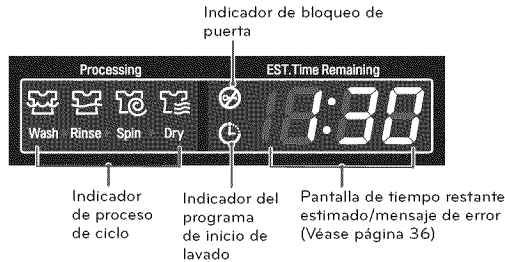 Indicador de bloqueo de
puerta
Processing
EST.Time Remaining
Wash Rinse Spin Dry
1:30
Indicador
de proceso
de ciclo
Indicador del
programa
de inicio de
lavado
Pantalla de tiempo restante
estimado/mensaje de error
(Véase página 36)